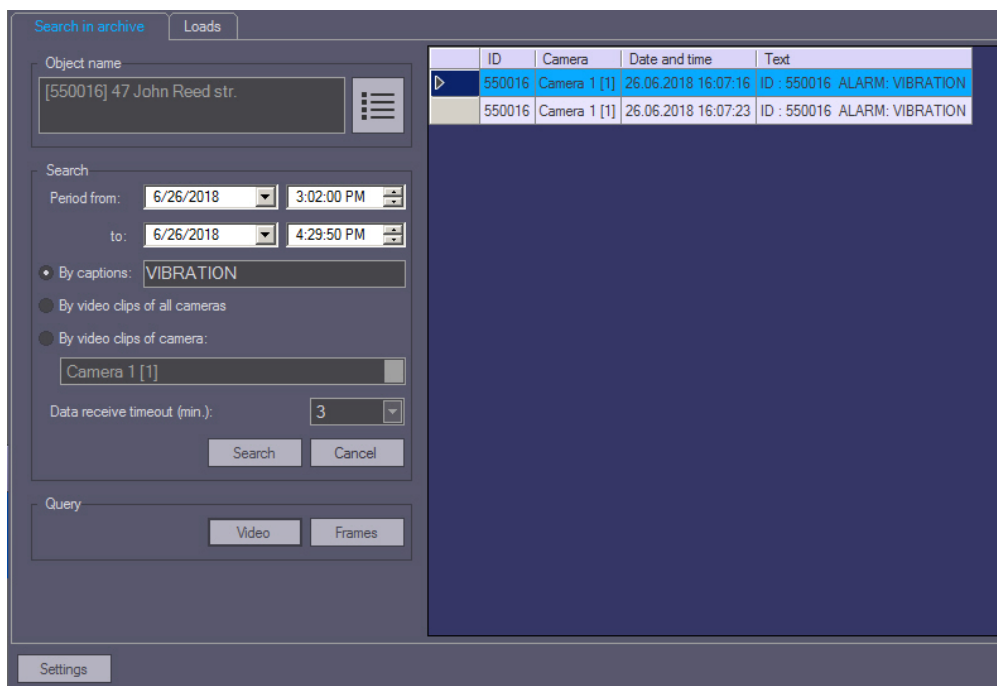 Search in archive Loads
Object name
[550016] 47 John Reed str.
Search
Period from: 6/26/2018 3:02:00 PM
to: 6/26/2018 4:29:50 PM
By captions: VIBRATION
By video clips of all cameras
By video clips of camera:
Camera 1 [1]
Data receive timeout (min.): 3
Search Cancel
Query
Video Frames
Settings
ID Camera Date and time Text
550016 Camera 1 [1] 26.06.2018 16:07:16 ID : 550016 ALARM: VIBRATION
550016 Camera 1 [1] 26.06.2018 16:07:23 ID : 550016 ALARM: VIBRATION